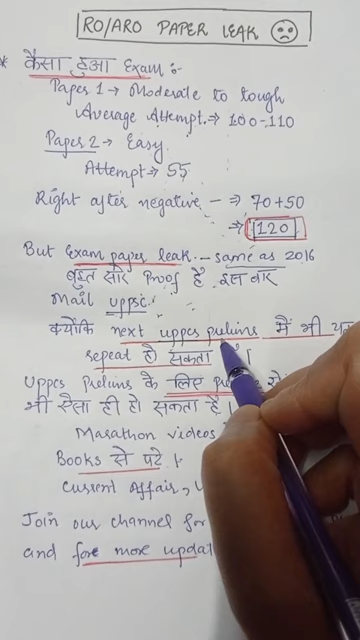 RO/ARO PAPER LEAK
* कैसा हुआ Exam :-
Paper 1 → Moderate to tough
Average Attempt ⇒ 100-110
Paper 2 → Easy
Attempt ⇒ 55
Right after negative - ⇒ 70+50
⇒ 120
But Exam paper leak -- same as 2016
बहुत सारे Proof हैं इस बार
Mail uppsc.
क्योंकि next uppcs prelims में भी
repeat हो सकता है।
Uppcs Prelims के लिए
भी ऐसा ही हो सकता है।
Marathon videos
Books से पढे।
Current Affair,
Join our channel for
and for more updat